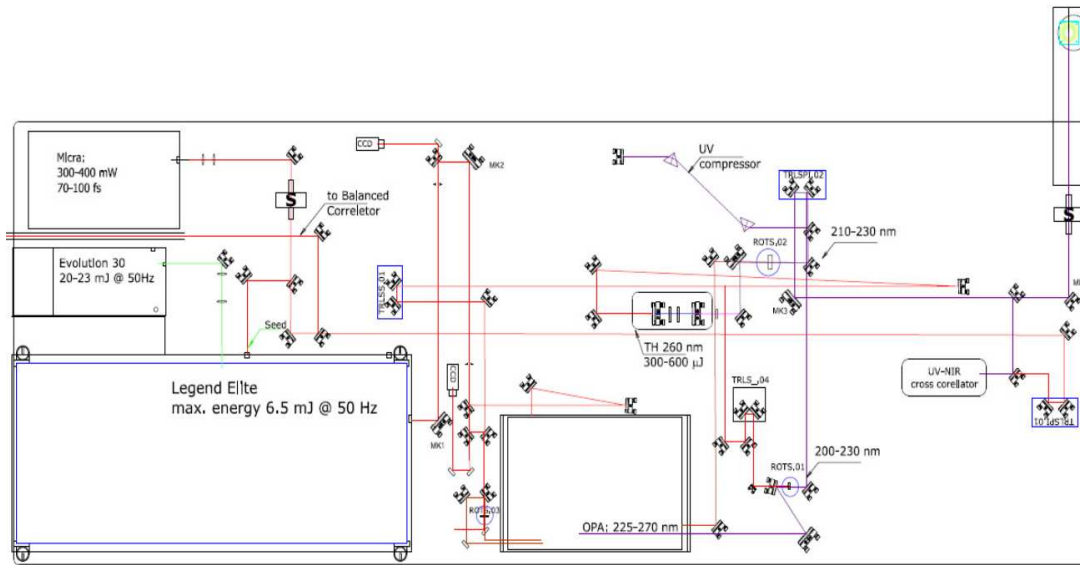 Micra:
300-400 mW
70-100 fs
CCD
MK2
to Balanced
Correletor
S
Evolution 30
20-23 mJ @ 50Hz
Seed
Legend Elite
max. energy 6.5 mJ @ 50 Hz
TRLSS_01
CCD
MK1
ROTS,03
UV
compressor
TRLSPI_02
ROTS,02
210-230 nm
MK3
TH 260 nm
300-600 μJ
TRLS_,04
ROTS,01
200-230 nm
OPA: 225-270 nm
S
UV-NIR
cross corellator
TRLSPI_01